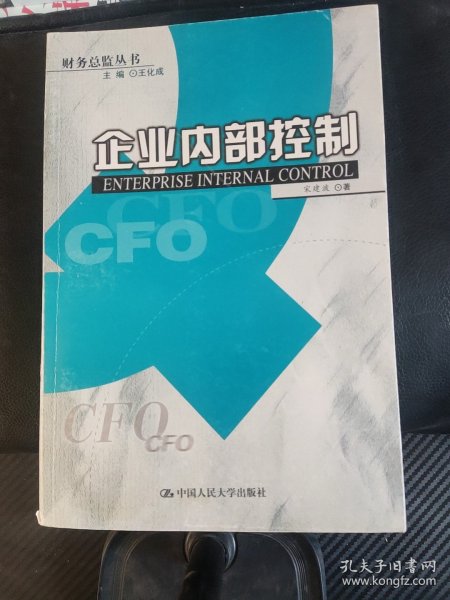 财务总监丛书
主 编 ⊙王化成
企业内部控制
ENTERPRISE INTERNAL CONTROL
宋建波 ⊙著
CFO
CFO
CFO
CFO
中国人民大学出版社
孔夫子旧书网
www.kongfz.com